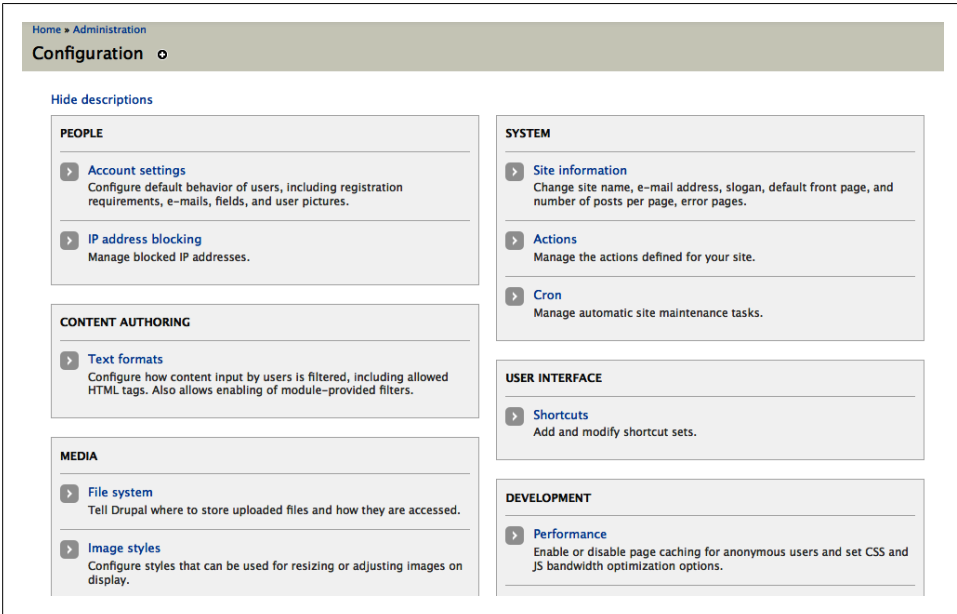 Home » Administration
Configuration
Hide descriptions
PEOPLE
Account settings
Configure default behavior of users, including registration
requirements, e-mails, fields, and user pictures.
IP address blocking
Manage blocked IP addresses.
CONTENT AUTHORING
Text formats
Configure how content input by users is filtered, including allowed
HTML tags. Also allows enabling of module-provided filters.
MEDIA
File system
Tell Drupal where to store uploaded files and how they are accessed.
Image styles
Configure styles that can be used for resizing or adjusting images on
display.
SYSTEM
Site information
Change site name, e-mail address, slogan, default front page, and
number of posts per page, error pages.
Actions
Manage the actions defined for your site.
Cron
Manage automatic site maintenance tasks.
USER INTERFACE
Shortcuts
Add and modify shortcut sets.
DEVELOPMENT
Performance
Enable or disable page caching for anonymous users and set CSS and
JS bandwidth optimization options.